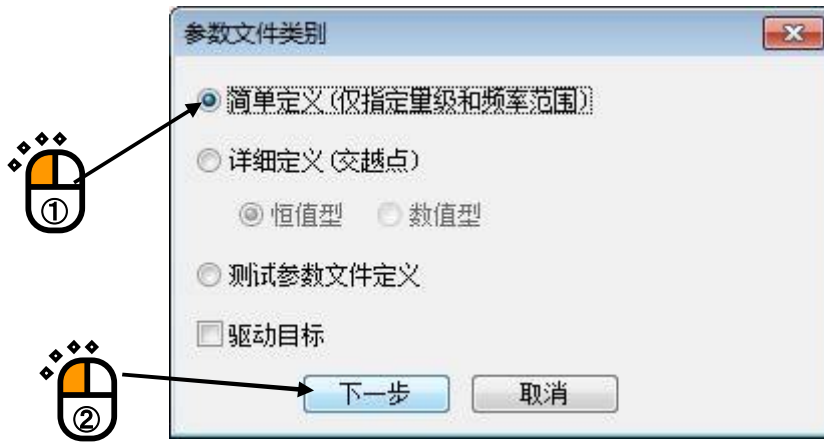 参数文件类别
简单定义(仅指定量级和频率范围)
①
详细定义(交越点)
恒值型 数值型
测试参数文件定义
驱动目标
②
下一步 取消